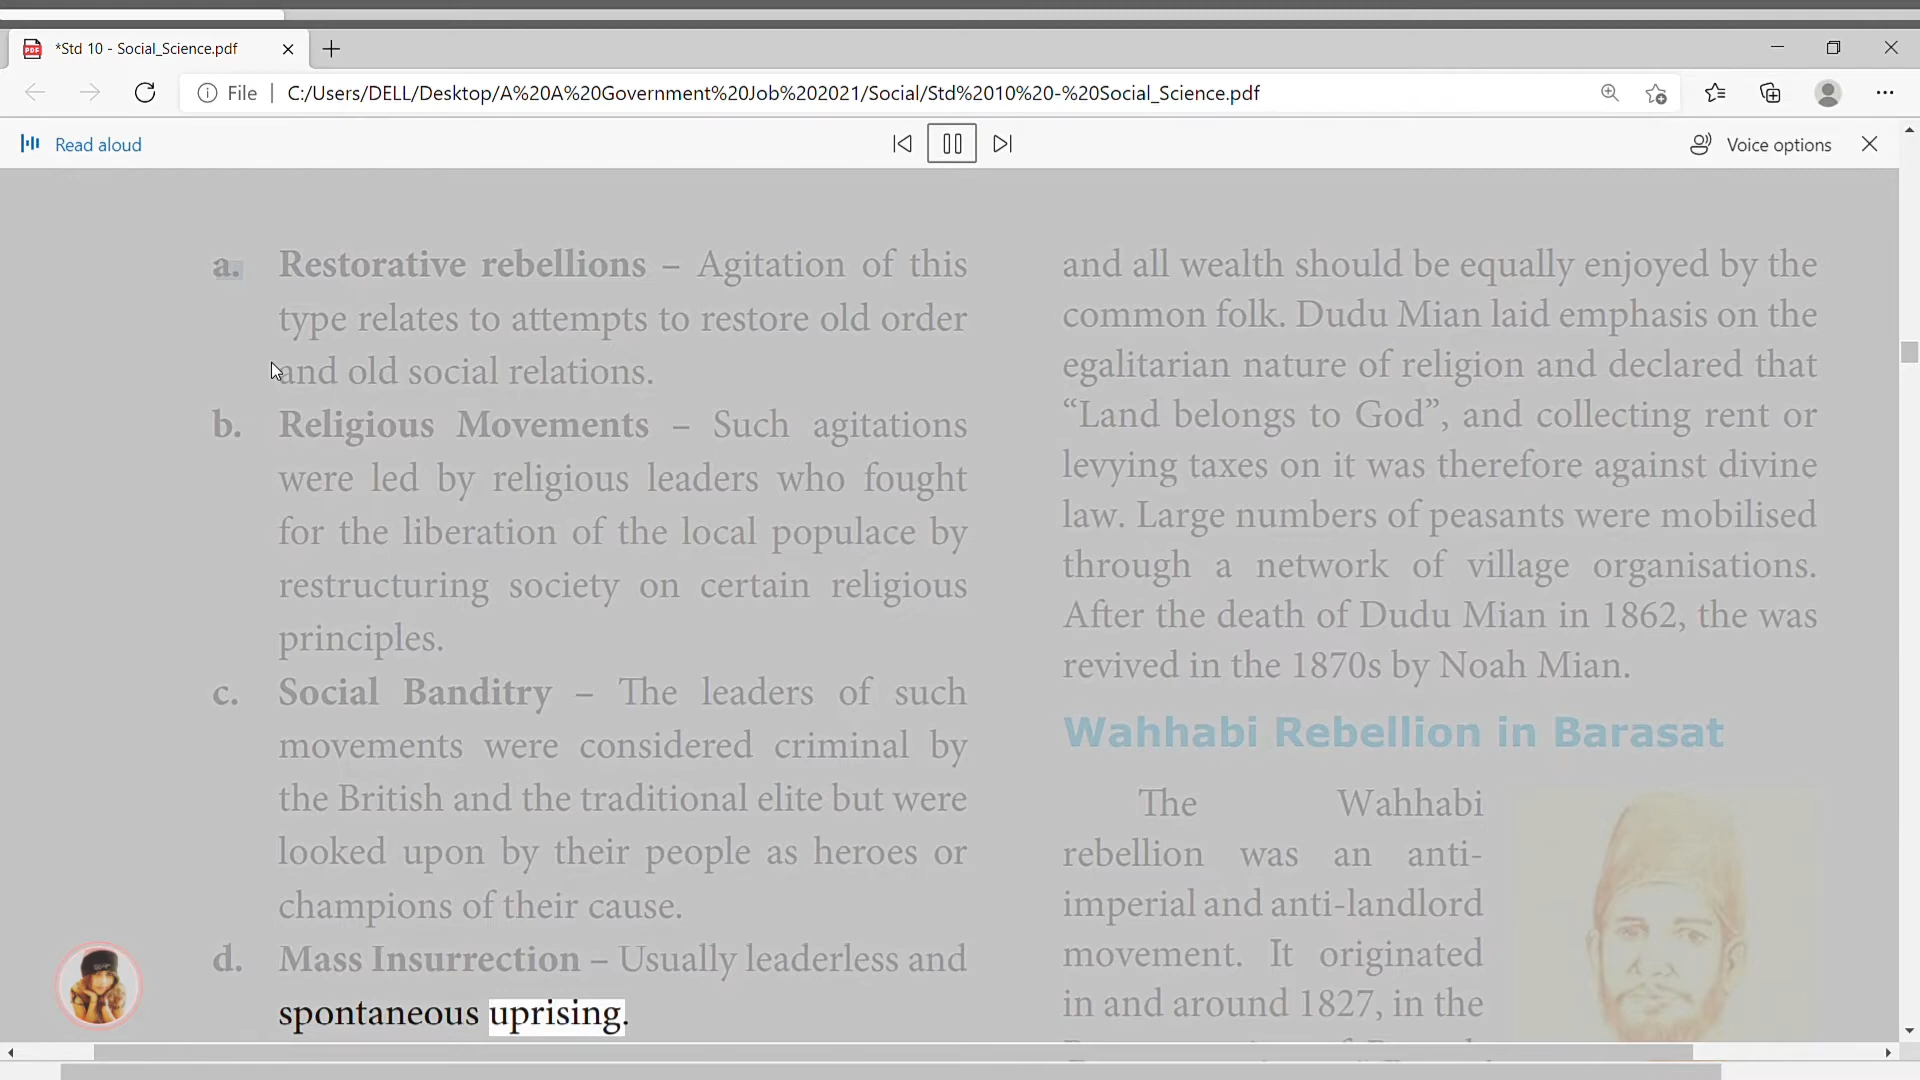 *Std 10 - Social_Science.pdf
File
C:/Users/DELL/Desktop/A%20A%20Government%20Job%202021/Social/Std%2010%20-%20Social_Science.pdf
Read aloud
Voice options
a. Restorative rebellions – Agitation of this
type relates to attempts to restore old order
and old social relations.
b. Religious Movements – Such agitations
were led by religious leaders who fought
for the liberation of the local populace by
restructuring society on certain religious
principles.
c. Social Banditry – The leaders of such
movements were considered criminal by
the British and the traditional elite but were
looked upon by their people as heroes or
champions of their cause.
d. Mass Insurrection – Usually leaderless and
spontaneous uprising.
and all wealth should be equally enjoyed by the
common folk. Dudu Mian laid emphasis on the
egalitarian nature of religion and declared that
“Land belongs to God”, and collecting rent or
levying taxes on it was therefore against divine
law. Large numbers of peasants were mobilised
through a network of village organisations.
After the death of Dudu Mian in 1862, the was
revived in the 1870s by Noah Mian.
Wahhabi Rebellion in Barasat
The Wahhabi
rebellion was an anti-
imperial and anti-landlord
movement. It originated
in and around 1827, in the